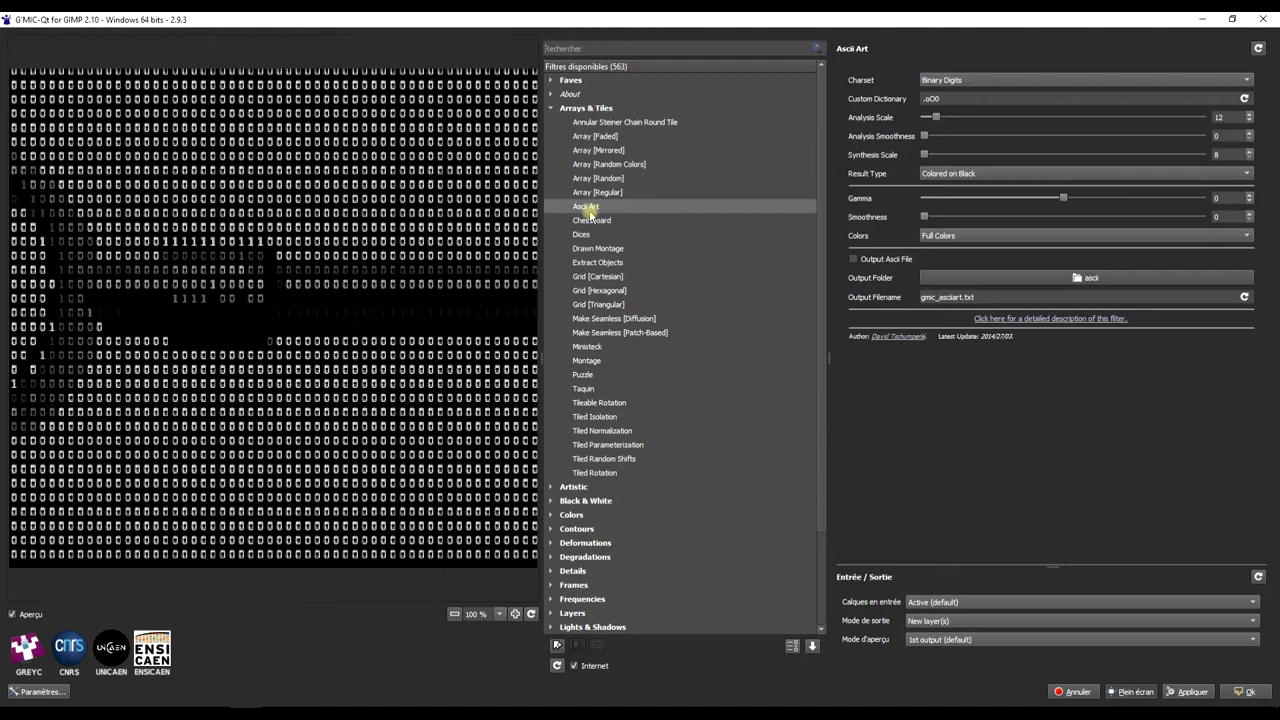 G'MIC-Qt for GIMP 2.10 - Windows 64 bits - 2.9.3
Rechercher
Filtres disponibles (563)
Faves
About
Arrays & Tiles
Annular Steiner Chain Round Tile
Array [Faded]
Array [Mirrored]
Array [Random Colors]
Array [Random]
Array [Regular]
Ascii Art
Chessboard
Dices
Drawn Montage
Extract Objects
Grid [Cartesian]
Grid [Hexagonal]
Grid [Triangular]
Make Seamless [Diffusion]
Make Seamless [Patch-Based]
Ministeck
Montage
Puzzle
Taquin
Tileable Rotation
Tiled Isolation
Tiled Normalization
Tiled Parameterization
Tiled Random Shifts
Tiled Rotation
Artistic
Black & White
Colors
Contours
Deformations
Degradations
Details
Frames
Frequencies
Layers
Lights & Shadows
Internet
Ascii Art
Charset Binary Digits
Custom Dictionary .oO0
Analysis Scale 12
Analysis Smoothness 0
Synthesis Scale 8
Result Type Colored on Black
Gamma 0
Smoothness 0
Colors Full Colors
Output Ascii File
Output Folder ascii
Output Filename gmic_asciiart.txt
Click here for a detailed description of this filter.
Author: David Tschumperlé. Latest Update: 2014/27/03.
Entrée / Sortie
Calques en entrée Active (default)
Mode de sortie New layer(s)
Mode d'aperçu 1st output (default)
Aperçu 100 %
GREYC CNRS UNICAEN ENSICAEN
Paramètres...
Annuler Plein écran Appliquer Ok